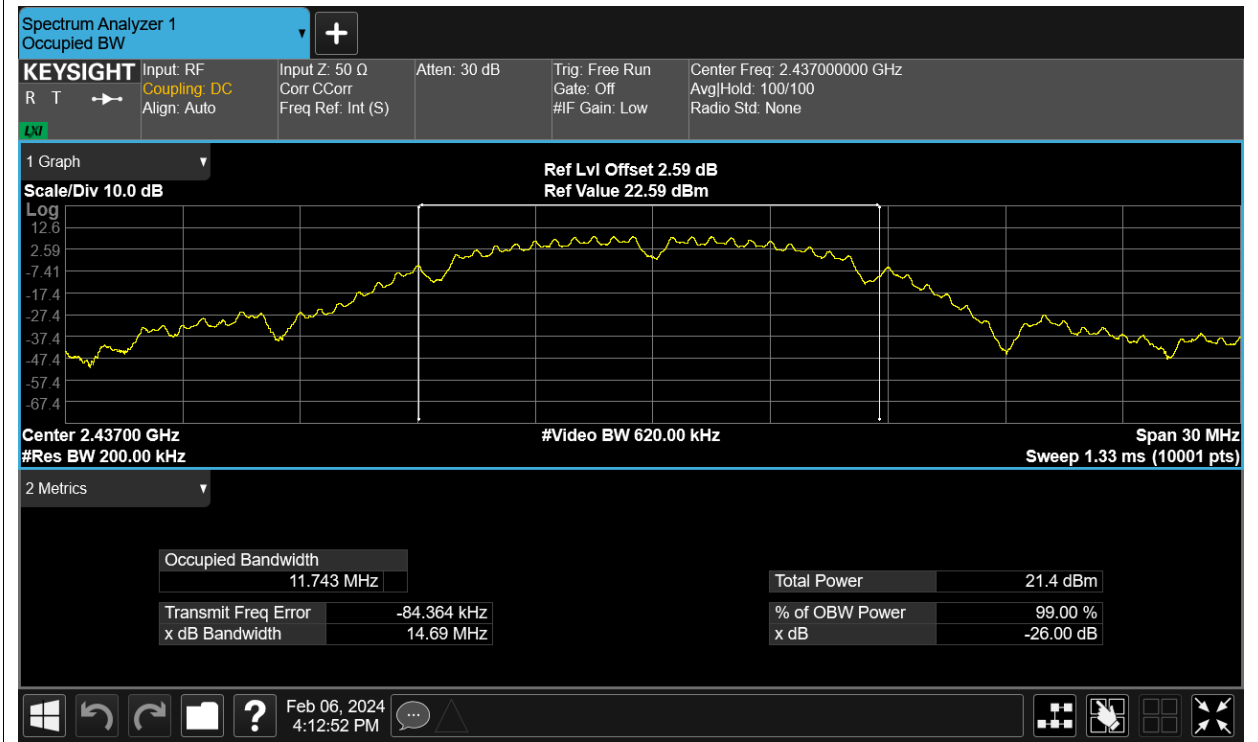 Spectrum Analyzer 1
Occupied BW
KEYSIGHT
R T
LXI
Input: RF
Coupling: DC
Align: Auto
Input Z: 50 Ω
Corr CCorr
Freq Ref: Int (S)
Atten: 30 dB
Trig: Free Run
Gate: Off
#IF Gain: Low
Center Freq: 2.437000000 GHz
Avg|Hold: 100/100
Radio Std: None
1 Graph
Scale/Div 10.0 dB
Ref Lvl Offset 2.59 dB
Ref Value 22.59 dBm
Log
12.6
2.59
-7.41
-17.4
-27.4
-37.4
-47.4
-57.4
-67.4
Center 2.43700 GHz
#Video BW 620.00 kHz
Span 30 MHz
#Res BW 200.00 kHz
Sweep 1.33 ms (10001 pts)
2 Metrics
Occupied Bandwidth
11.743 MHz
Total Power 21.4 dBm
Transmit Freq Error -84.364 kHz
% of OBW Power 99.00 %
x dB Bandwidth 14.69 MHz
x dB -26.00 dB
?
Feb 06, 2024
4:12:52 PM